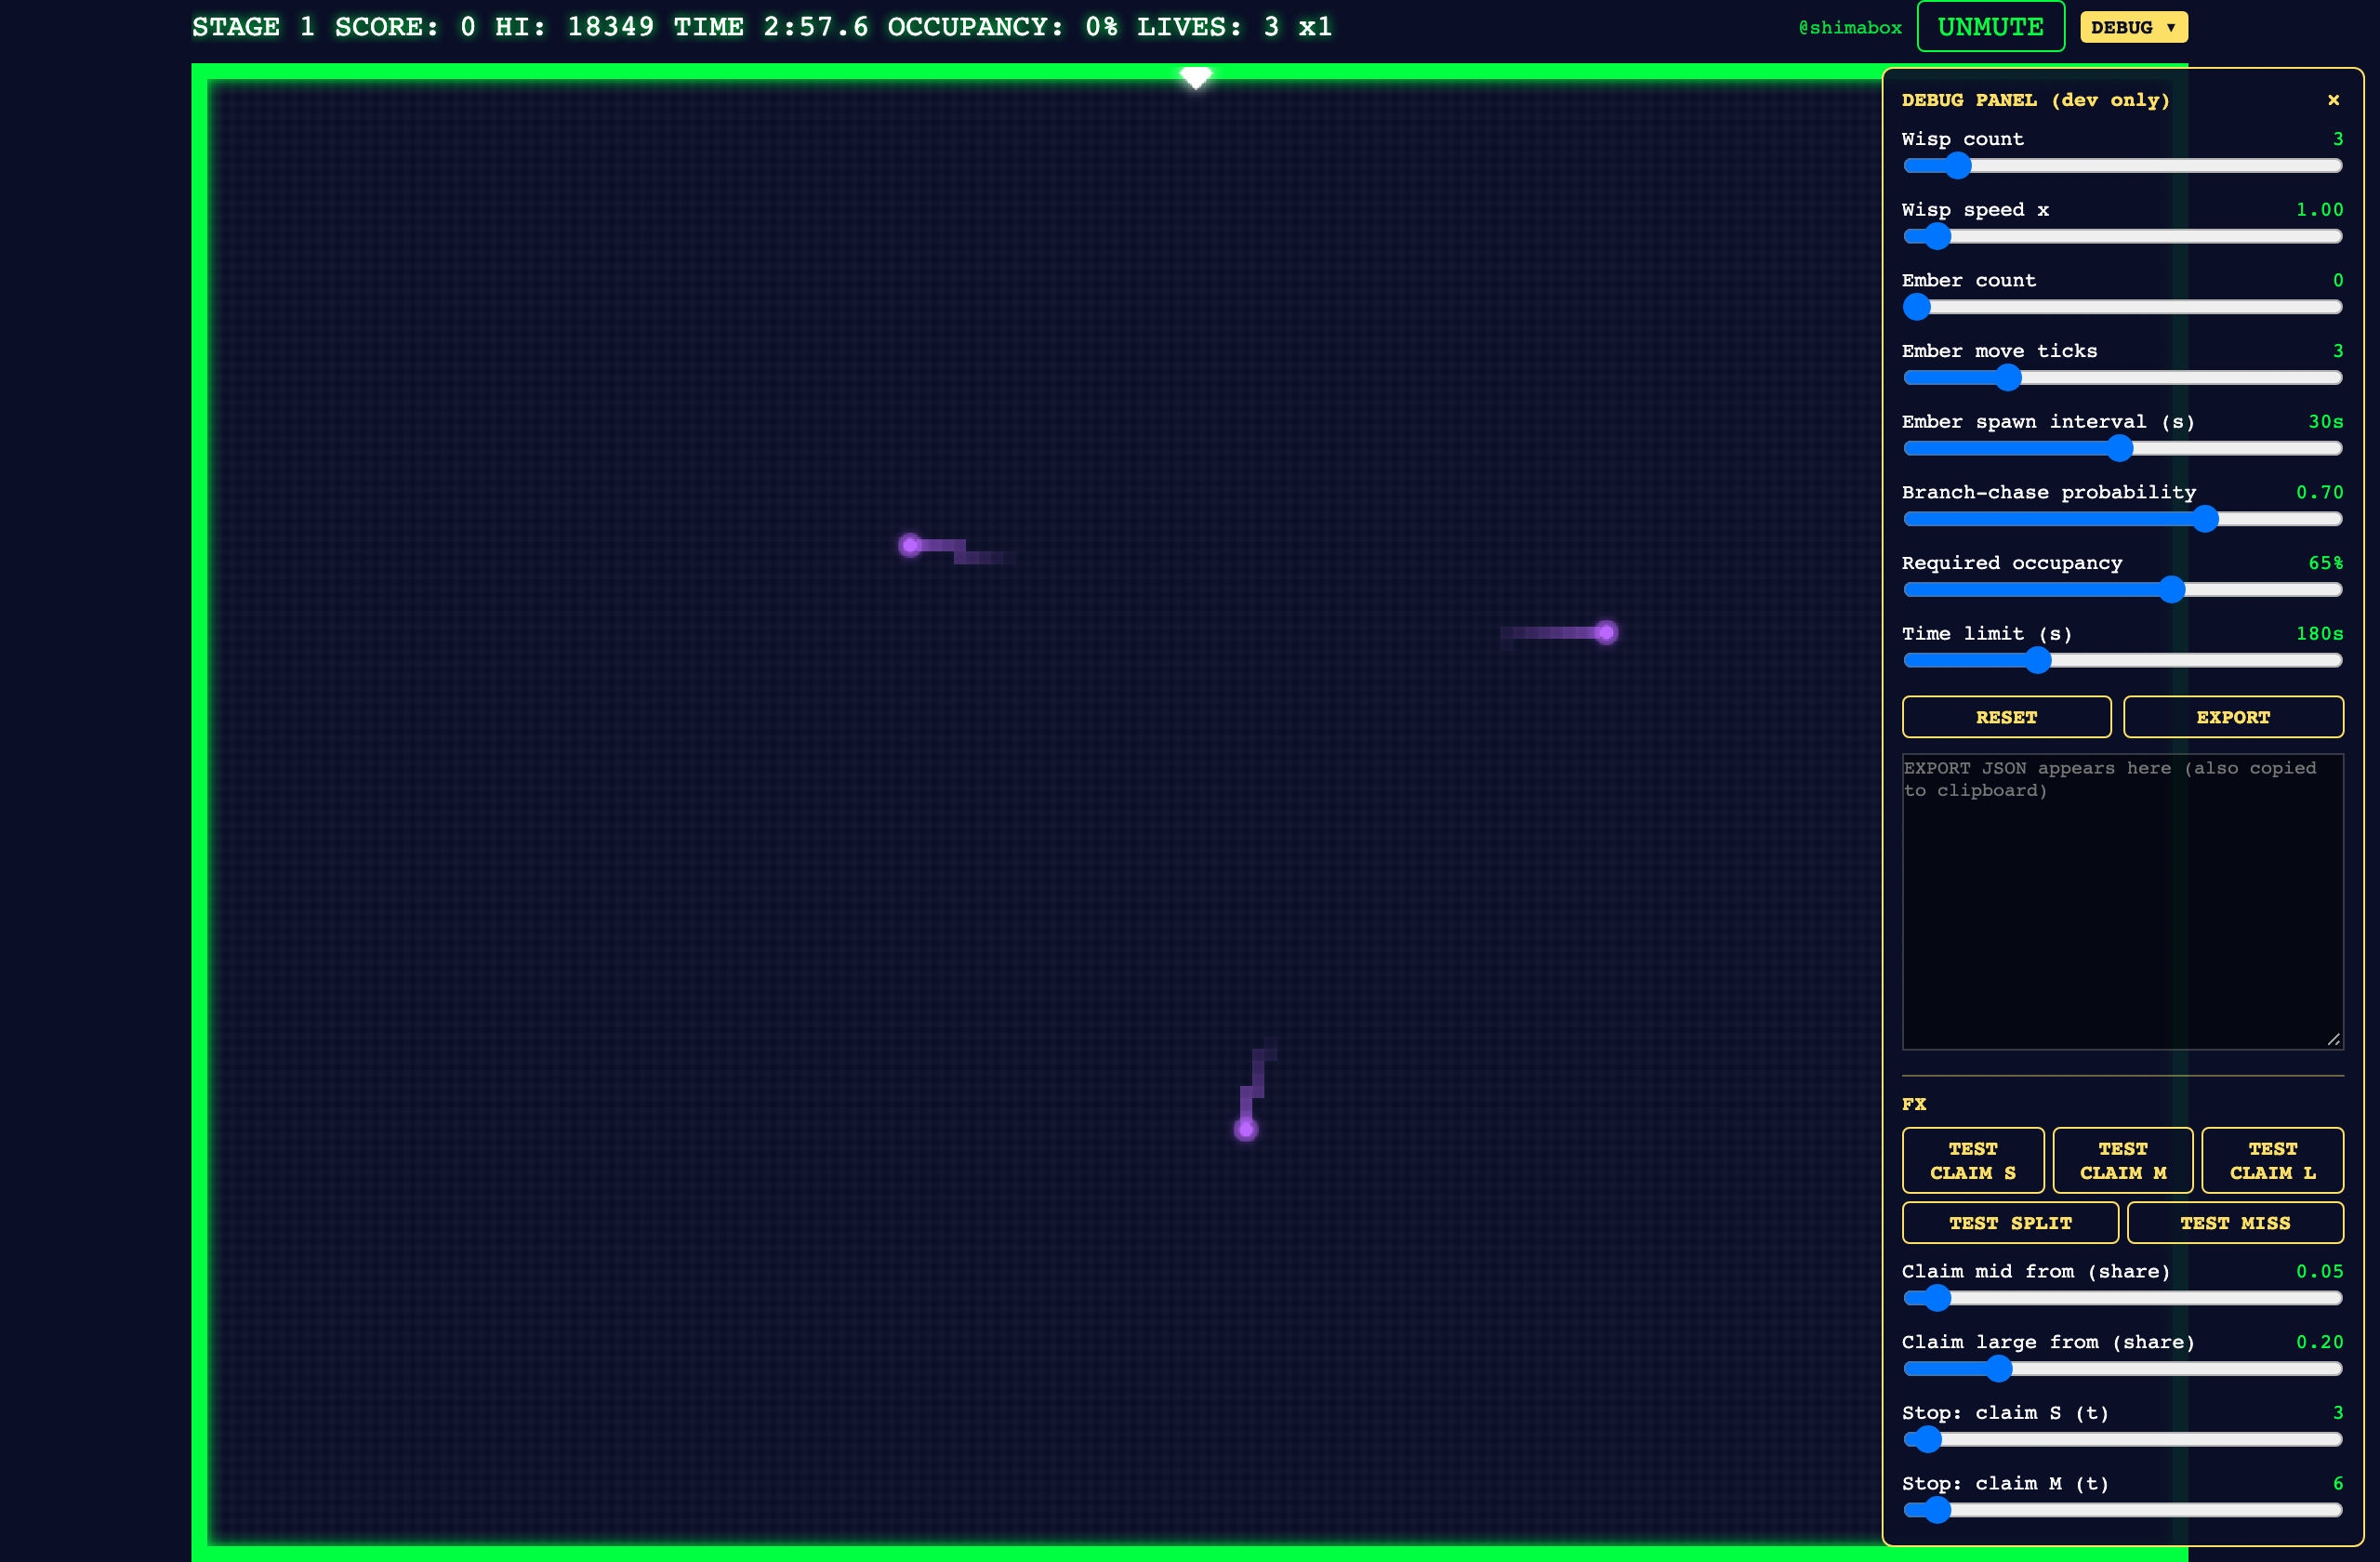 STAGE 1 SCORE: 0 HI: 18349 TIME 2:57.6 OCCUPANCY: 0% LIVES: 3 x1
@shimabox UNMUTE DEBUG ▼
DEBUG PANEL (dev only) ×
Wisp count 3
Wisp speed x 1.00
Ember count 0
Ember move ticks 3
Ember spawn interval (s) 30s
Branch-chase probability 0.70
Required occupancy 65%
Time limit (s) 180s
RESET EXPORT
EXPORT JSON appears here (also copied
to clipboard)
FX
TEST CLAIM S
TEST CLAIM M
TEST CLAIM L
TEST SPLIT TEST MISS
Claim mid from (share) 0.05
Claim large from (share) 0.20
Stop: claim S (t) 3
Stop: claim M (t) 6